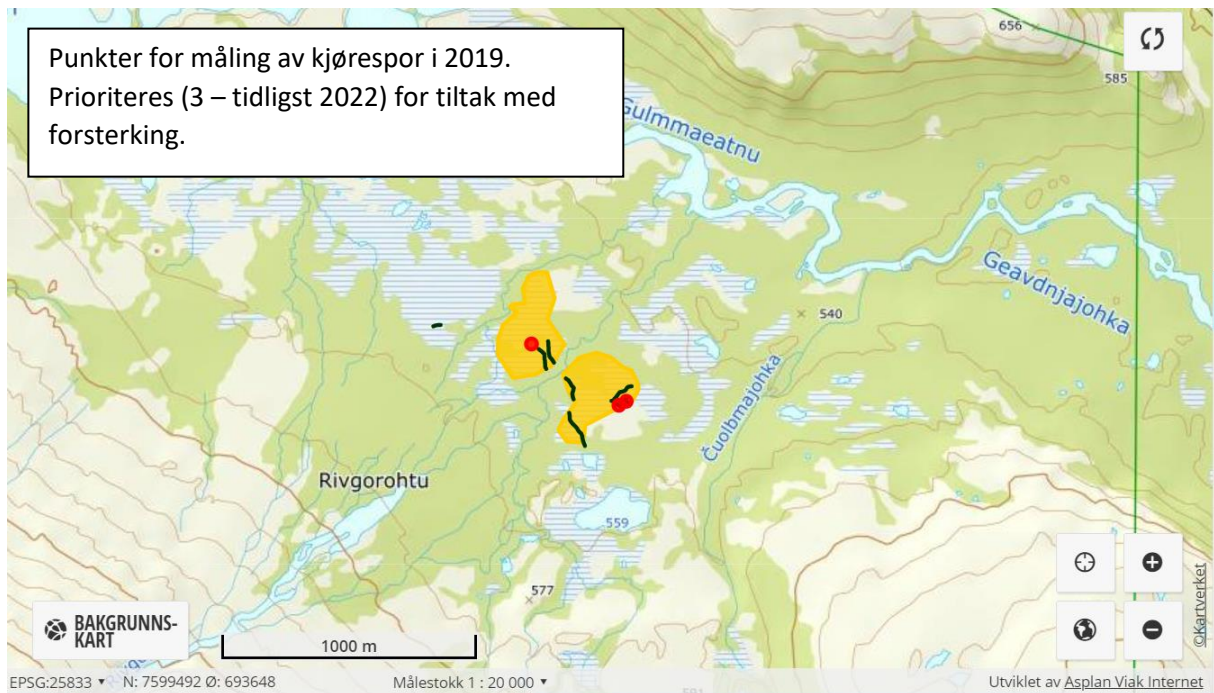 Punkter for måling av kjørespor i 2019.
Prioriteres (3 – tidligst 2022) for tiltak med
forsterking.
656
585
Gulmmaeatnu
Geavdnjajohka
540
Čuolbmajohka
Rivgorohtu
559
577
BAKGRUNNS-
KART
1000 m
©Kartverket
EPSG:25833 ▾ N: 7599492 Ø: 693648
Målestokk 1 : 20 000 ▾
Utviklet av Asplan Viak Internet